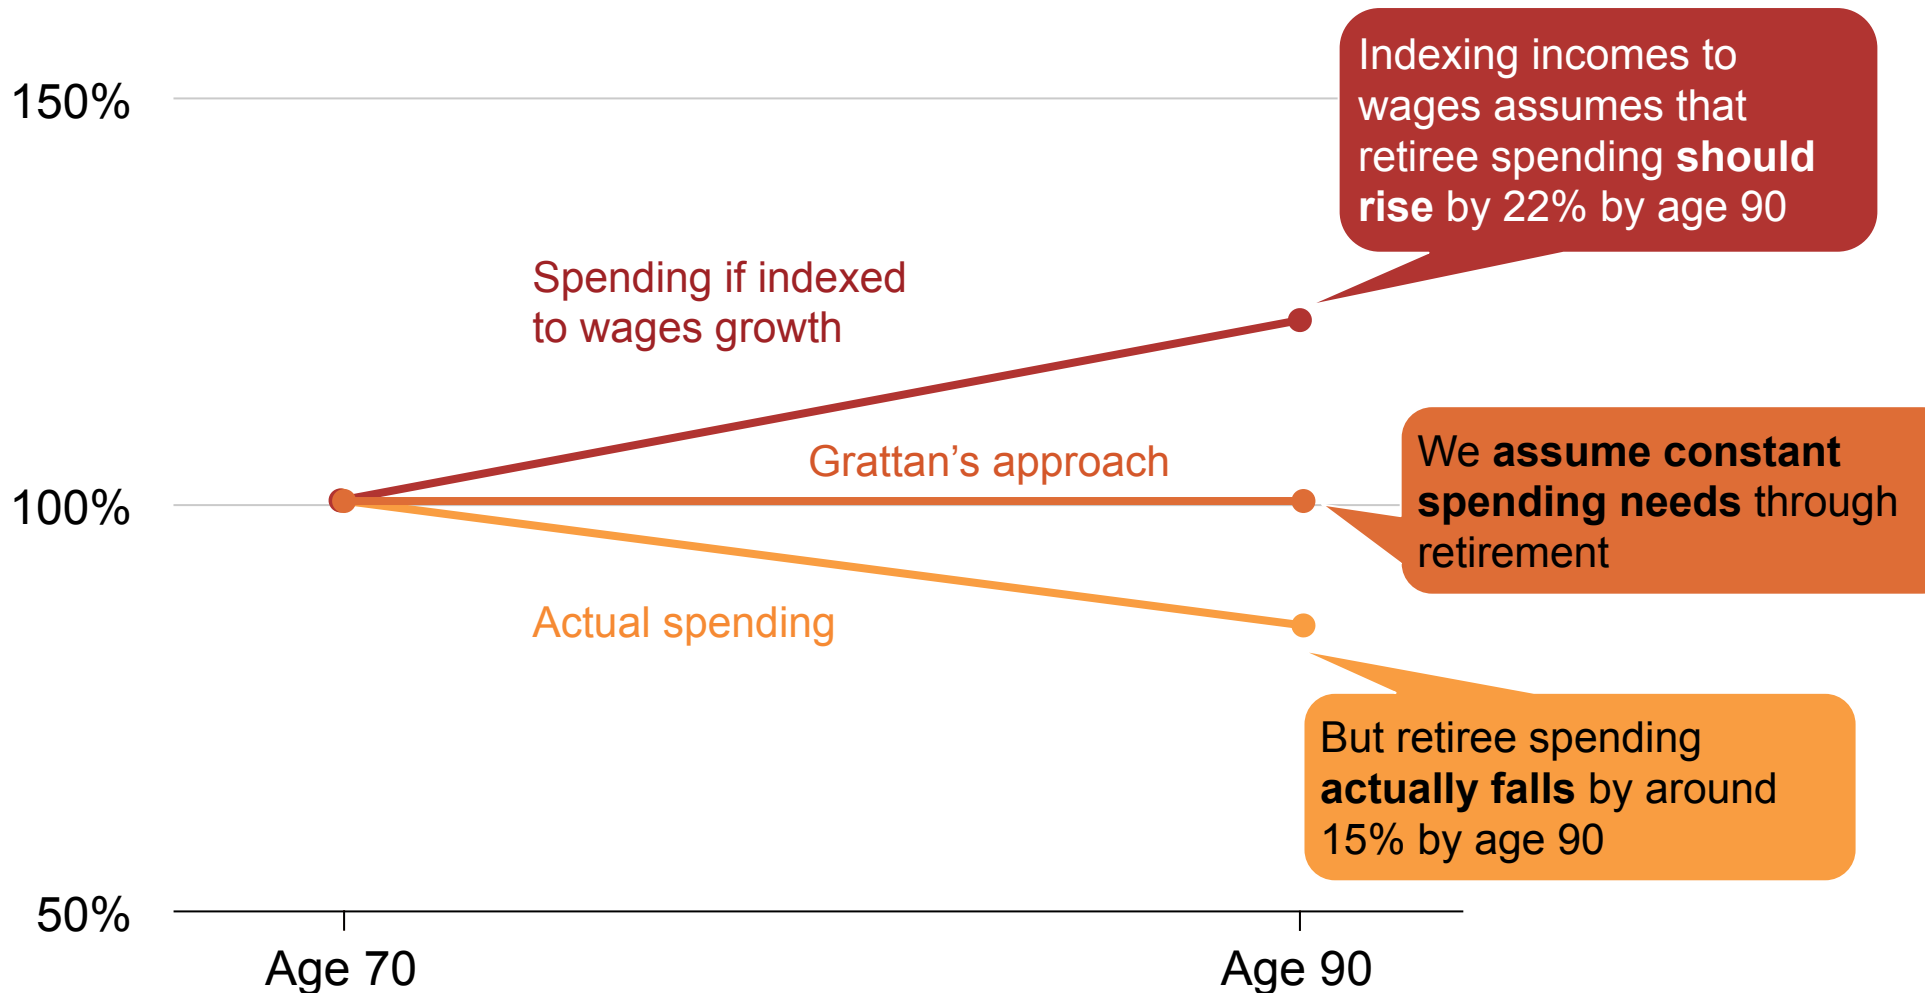 150%
Indexing incomes to
wages assumes that
retiree spending should
rise by 22% by age 90
Spending if indexed
to wages growth
Grattan’s approach
We assume constant
spending needs through
retirement
100%
Actual spending
But retiree spending
actually falls by around
15% by age 90
50%
Age 70
Age 90